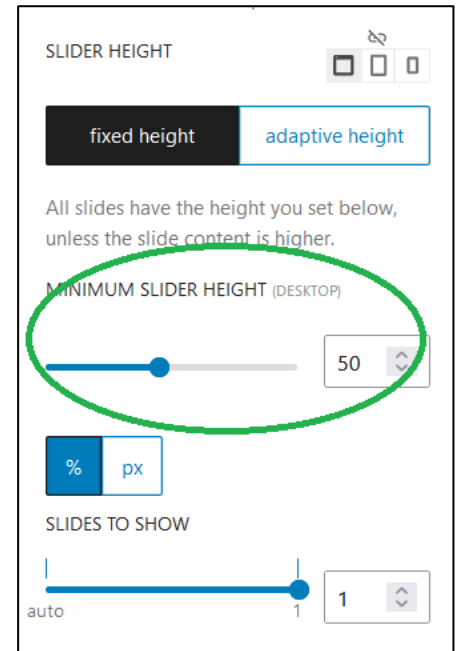 SLIDER HEIGHT
fixed height adaptive height
All slides have the height you set below,
unless the slide content is higher.
MINIMUM SLIDER HEIGHT (DESKTOP)
50
% px
SLIDES TO SHOW
1
auto 1